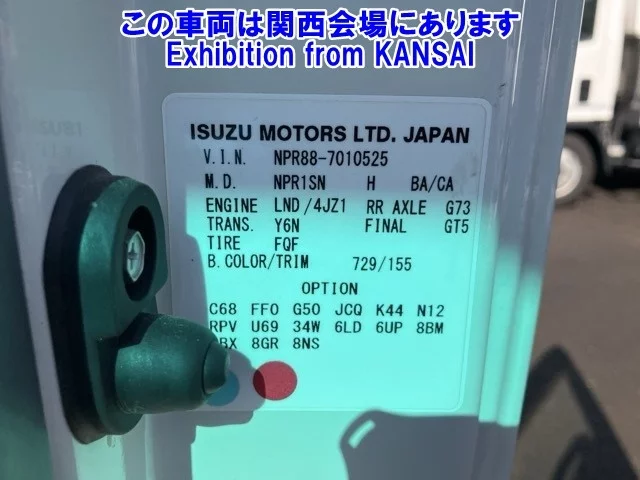 この車両は関西会場にあります
Exhibition from KANSAI
ISUZU MOTORS LTD. JAPAN
V.I.N. NPR88-7010525
M.D. NPR1SN H BA/CA
ENGINE LND/4JZ1 RR AXLE G73
TRANS. Y6N FINAL GT5
TIRE FQF
B.COLOR/TRIM 729/155
OPTION
C68 FF0 G50 JCQ K44 N12
RPV U69 34W 6LD 6UP 8BM
8GR 8NS